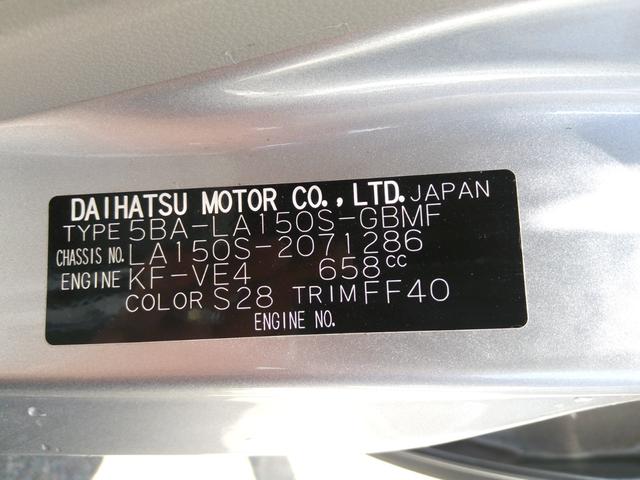 DAIHATSU MOTOR CO.,LTD. JAPAN
TYPE 5BA-LA150S-GBMF
CHASSIS NO. LA150S-2071286
ENGINE KF-VE4 658cc
COLOR S28 TRIM FF40
ENGINE NO.